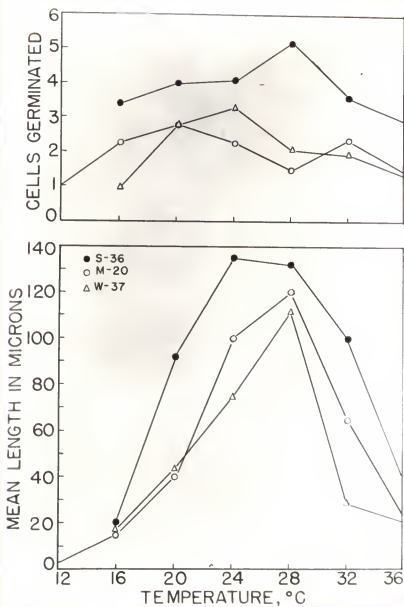 CELLS GERMINATED
6
5
4
3
2
1
0
MEAN LENGTH IN MICRONS
140
120
100
80
60
40
20
0
S-36
M-20
W-37
12 16 20 24 28 32 36
TEMPERATURE, °C